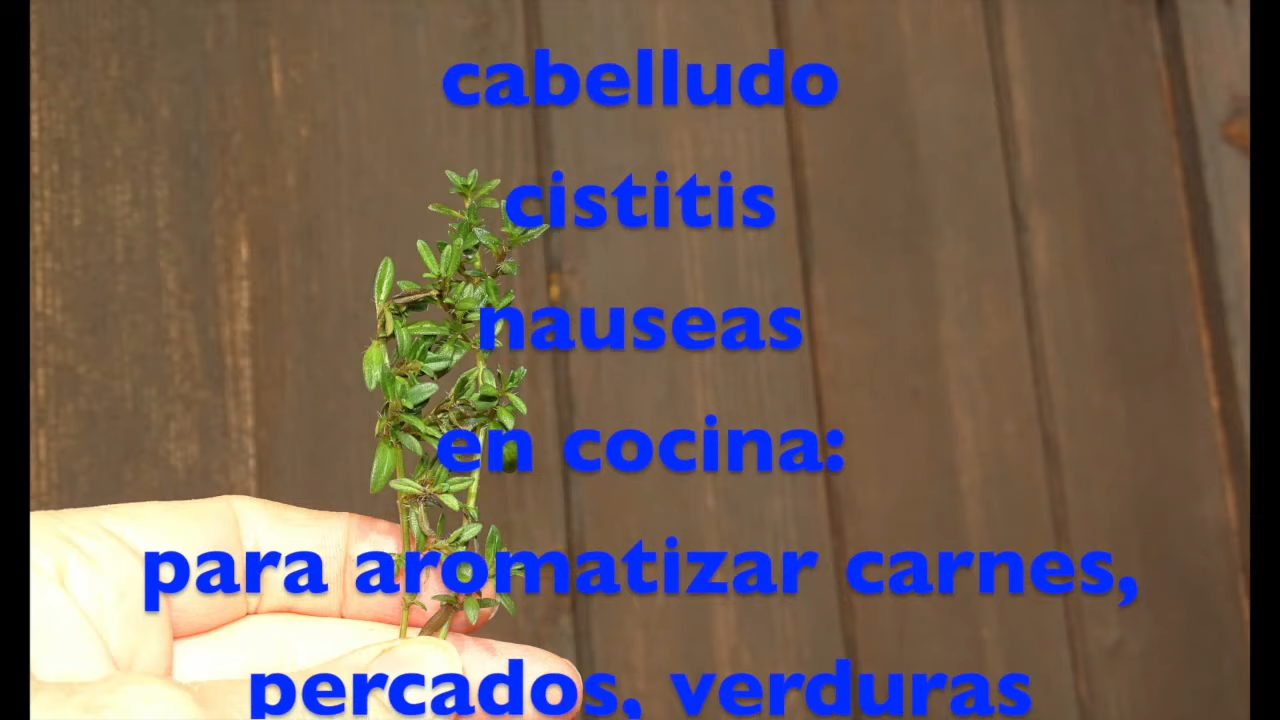 cabelludo
cistitis
nauseas
en cocina:
para aromatizar carnes,
percados, verduras